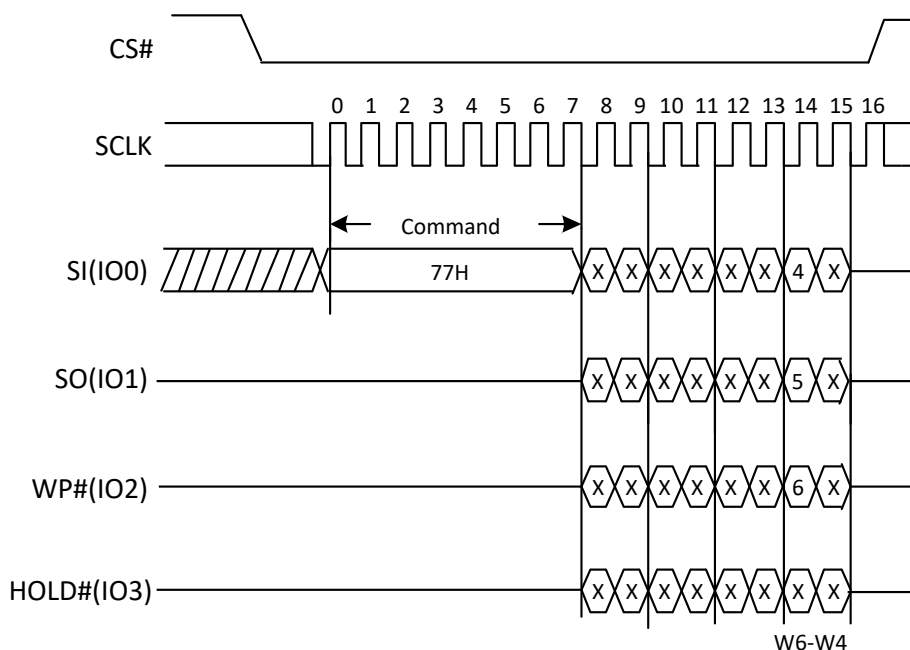 CS#
0 1 2 3 4 5 6 7 8 9 10 11 12 13 14 15 16
SCLK
Command
SI(IO0) 77H X X X X X X 4 X
SO(IO1) X X X X X X 5 X
WP#(IO2) X X X X X X 6 X
HOLD#(IO3) X X X X X X X X
W6-W4